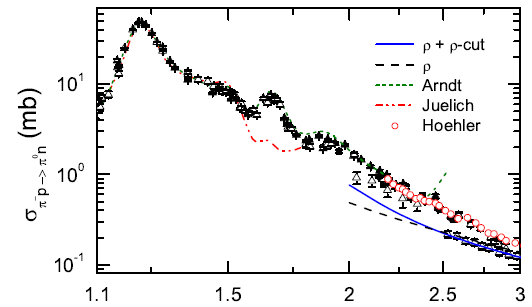 σ_{π⁻p−> π⁰n} (mb)
10¹
10⁰
10⁻¹
ρ + ρ-cut
ρ
Arndt
Juelich
Hoehler
1.1 1.5 2 2.5 3